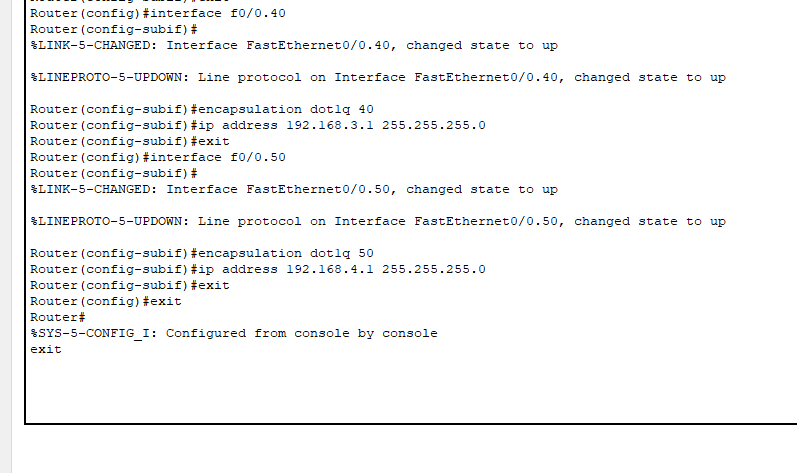 Router(config)#interface f0/0.40
Router(config-subif)#
%LINK-5-CHANGED: Interface FastEthernet0/0.40, changed state to up
%LINEPROTO-5-UPDOWN: Line protocol on Interface FastEthernet0/0.40, changed state to up
Router(config-subif)#encapsulation dot1q 40
Router(config-subif)#ip address 192.168.3.1 255.255.255.0
Router(config-subif)#exit
Router(config)#interface f0/0.50
Router(config-subif)#
%LINK-5-CHANGED: Interface FastEthernet0/0.50, changed state to up
%LINEPROTO-5-UPDOWN: Line protocol on Interface FastEthernet0/0.50, changed state to up
Router(config-subif)#encapsulation dot1q 50
Router(config-subif)#ip address 192.168.4.1 255.255.255.0
Router(config-subif)#exit
Router(config)#exit
Router#
%SYS-5-CONFIG_I: Configured from console by console
exit